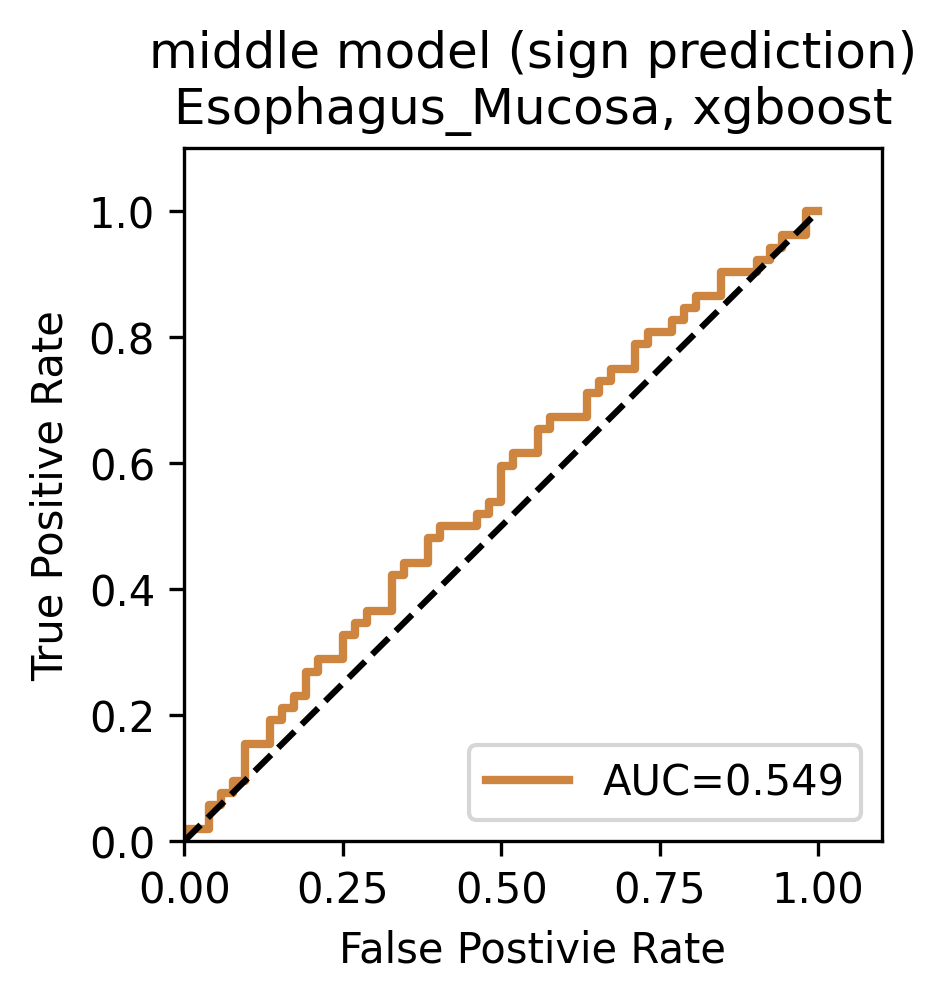 middle model (sign prediction)
Esophagus_Mucosa, xgboost
1.0
0.8
0.6
0.4
0.2
0.0
True Positive Rate
AUC=0.549
0.00 0.25 0.50 0.75 1.00
False Postivie Rate